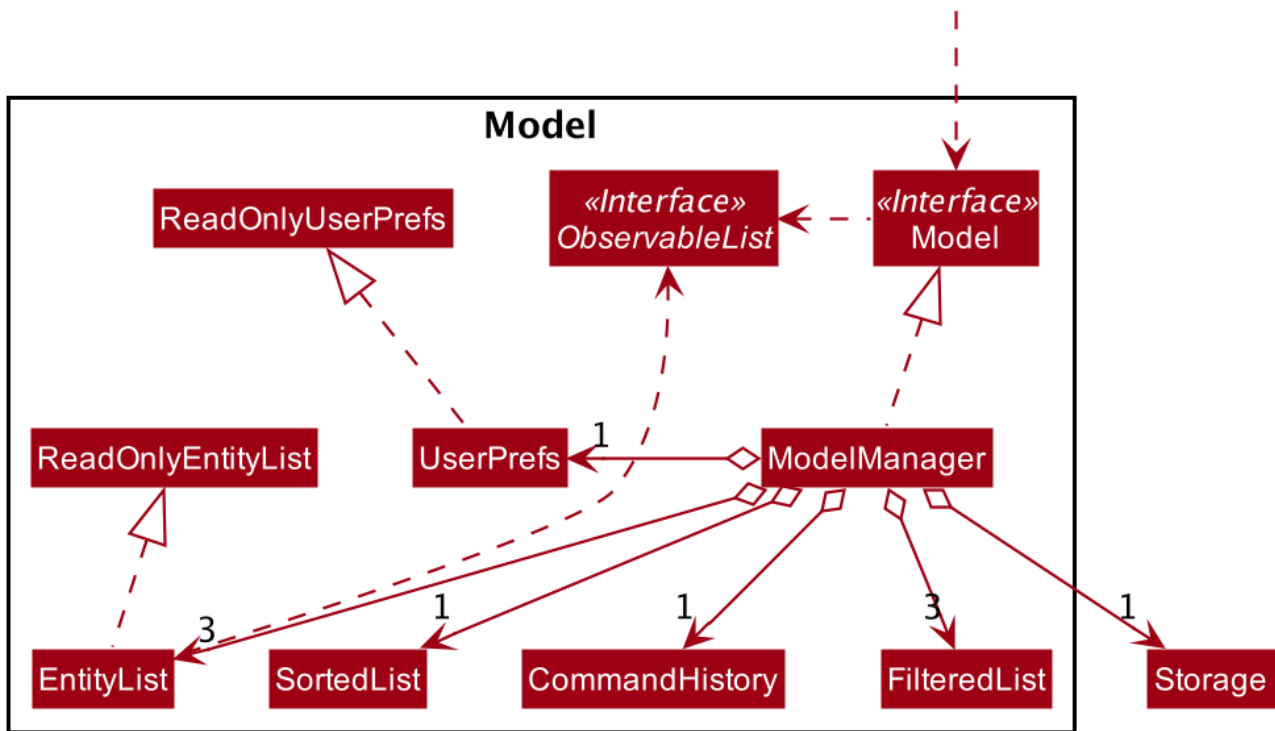 Model
ReadOnlyUserPrefs
«Interface»
ObservableList
«Interface»
Model
ReadOnlyEntityList
UserPrefs
1
ModelManager
3
1
1
3
1
EntityList
SortedList
CommandHistory
FilteredList
Storage